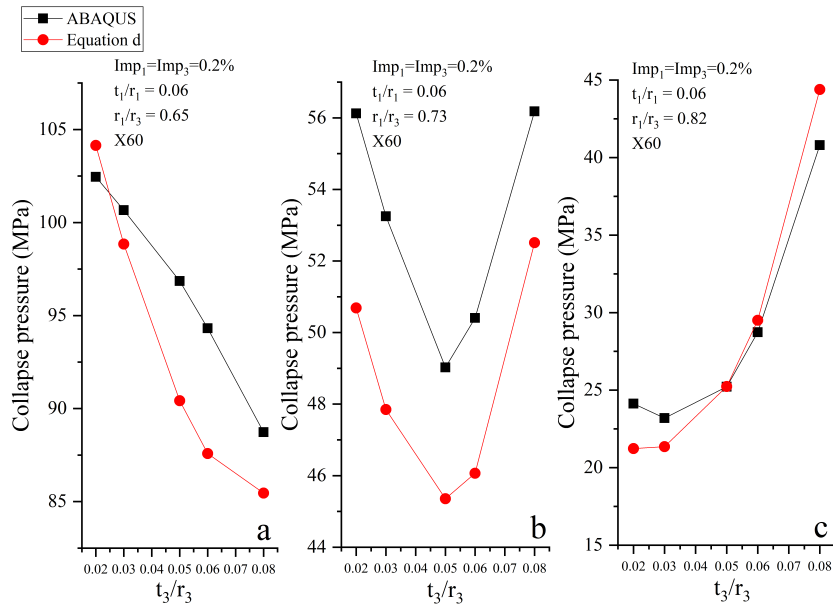 ABAQUS
Equation d
Imp₁=Imp₃=0.2%
t₁/r₁ = 0.06
r₁/r₃ = 0.65
X60
105
100
95
90
85
Collapse pressure (MPa)
a
0.02 0.03 0.04 0.05 0.06 0.07 0.08
t₃/r₃
Imp₁=Imp₃=0.2%
t₁/r₁ = 0.06
r₁/r₃ = 0.73
X60
56
54
52
50
48
46
44
Collapse pressure (MPa)
b
0.02 0.03 0.04 0.05 0.06 0.07 0.08
t₃/r₃
Imp₁=Imp₃=0.2%
t₁/r₁ = 0.06
r₁/r₃ = 0.82
X60
45
40
35
30
25
20
15
Collapse pressure (MPa)
c
0.02 0.03 0.04 0.05 0.06 0.07 0.08
t₃/r₃